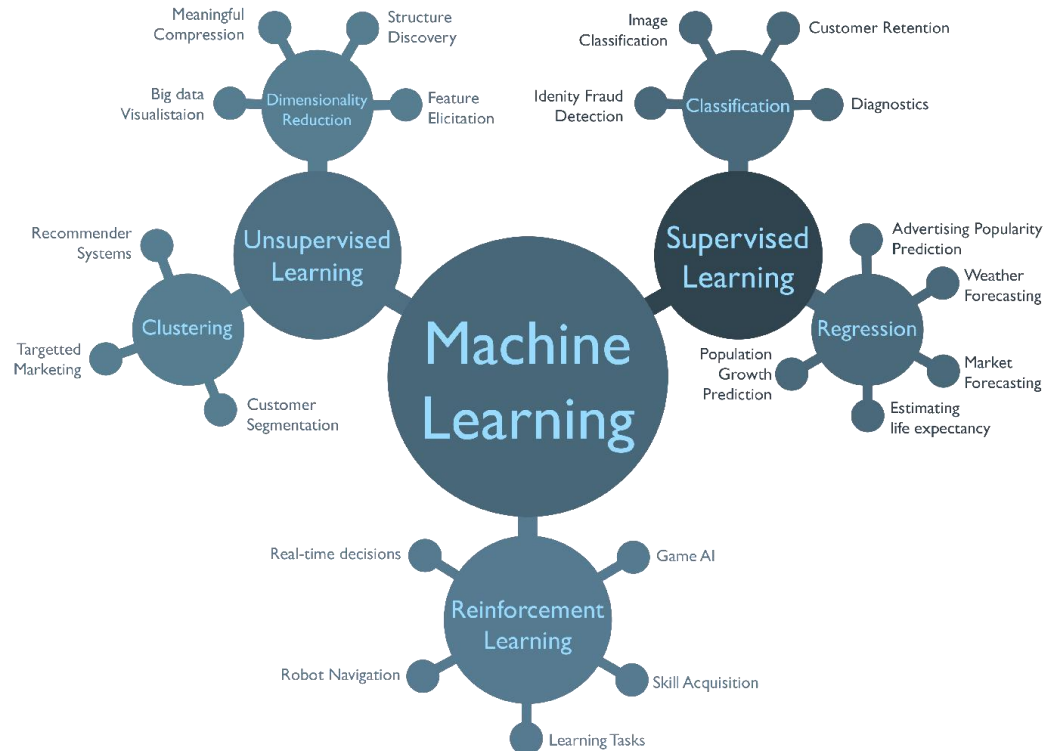 Meaningful
Compression
Structure
Discovery
Big data
Visualistaion
Dimensionality
Reduction
Feature
Elicitation
Image
Classification
Customer Retention
Idenity Fraud
Detection
Classification
Diagnostics
Recommender
Systems
Unsupervised
Learning
Clustering
Targetted
Marketing
Customer
Segmentation
Machine
Learning
Supervised
Learning
Advertising Popularity
Prediction
Weather
Forecasting
Regression
Population
Growth
Prediction
Market
Forecasting
Estimating
life expectancy
Real-time decisions
Game AI
Reinforcement
Learning
Robot Navigation
Skill Acquisition
Learning Tasks